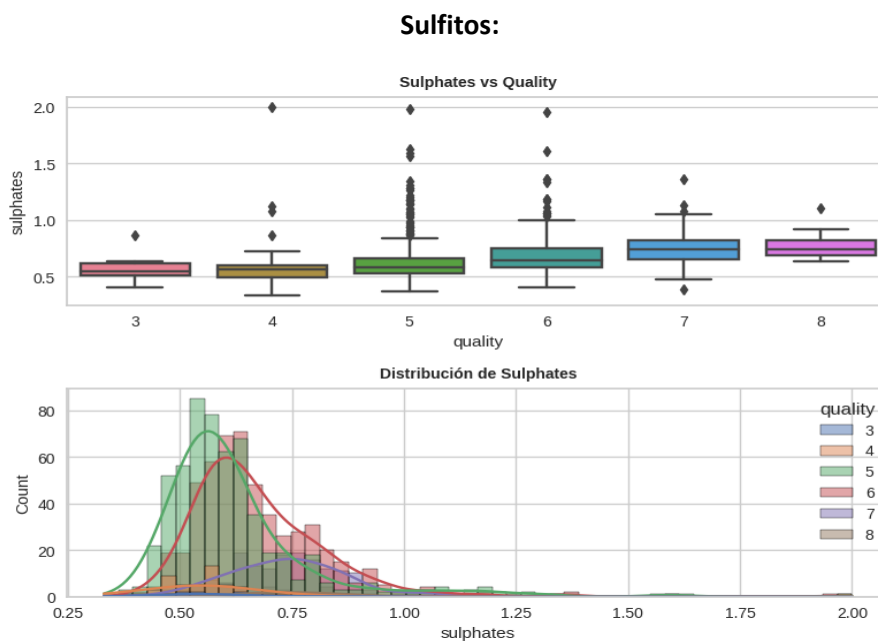 Sulfitos:
Sulphates vs Quality
2.0
1.5
1.0
0.5
sulphates
3 4 5 6 7 8
quality
Distribución de Sulphates
80
60
40
20
0
Count
quality
3
4
5
6
7
8
0.25 0.50 0.75 1.00 1.25 1.50 1.75 2.00
sulphates